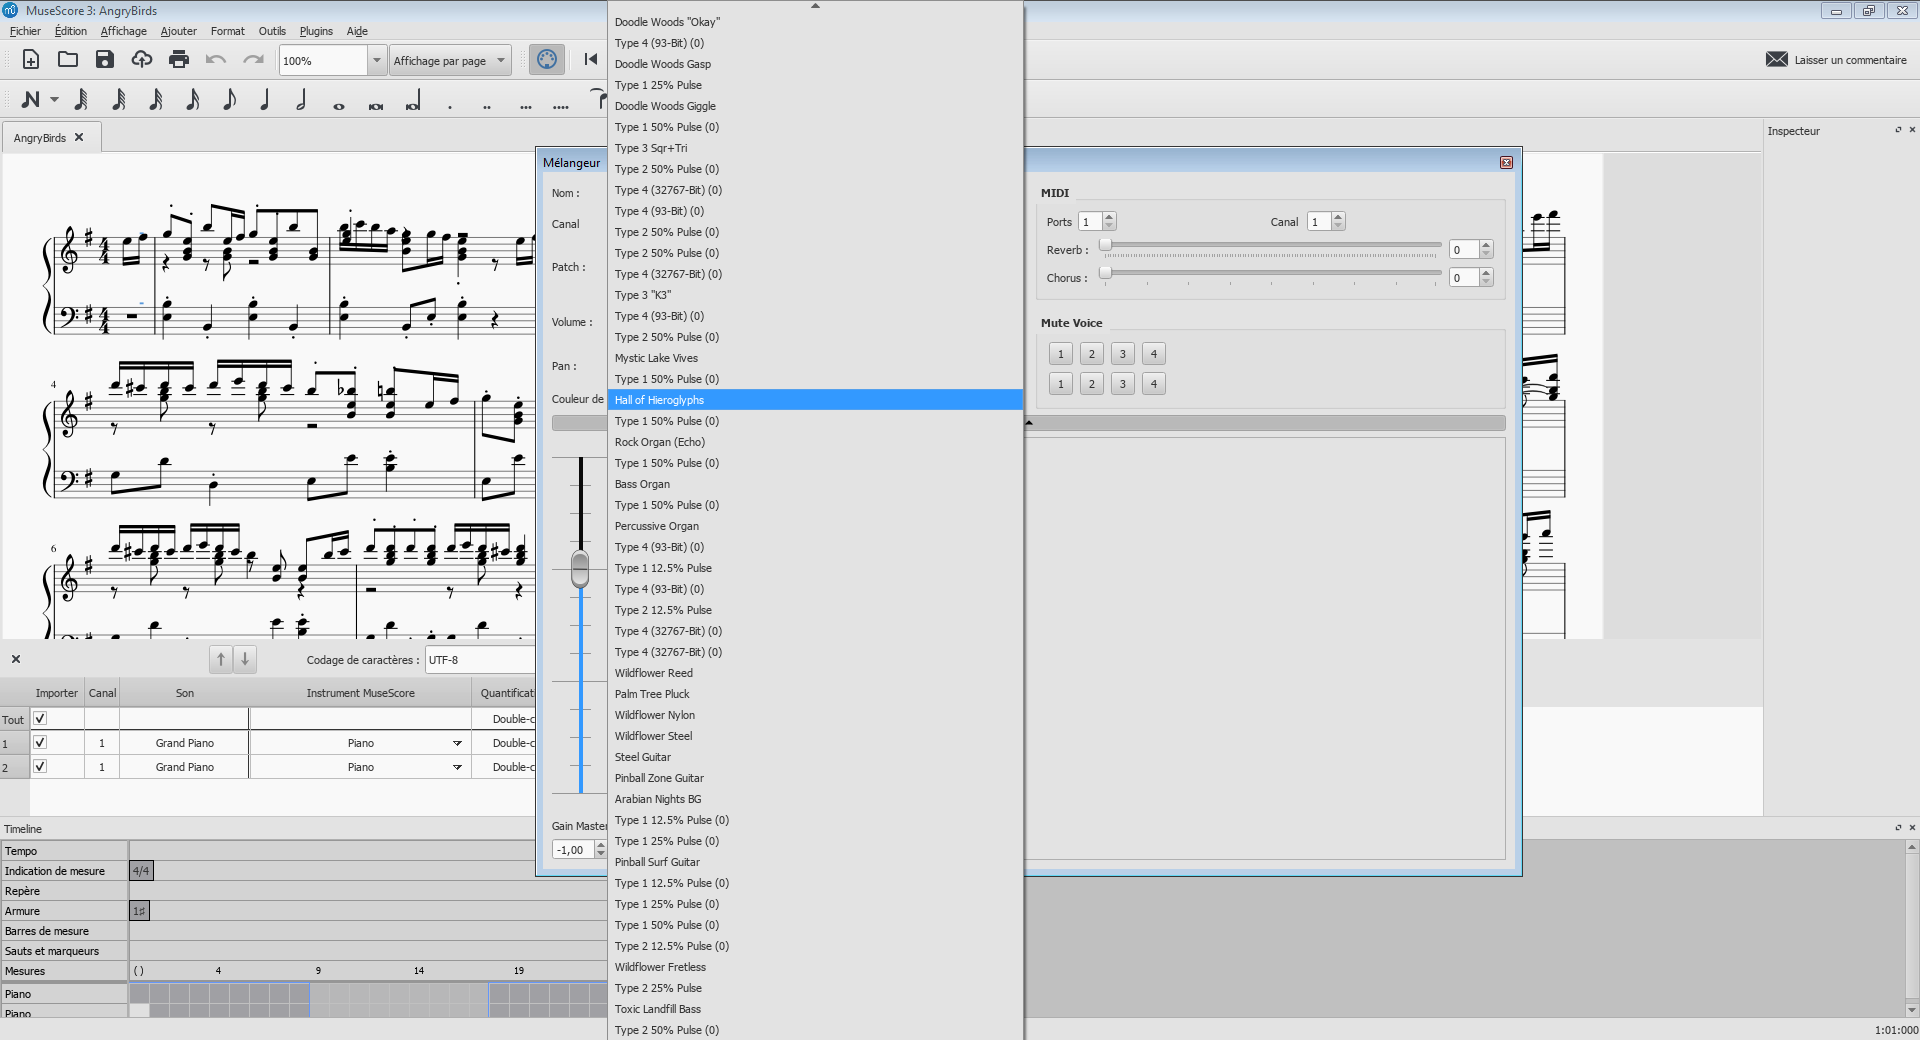 MuseScore 3: AngryBirds
Fichier Édition Affichage Ajouter Format Outils Plugins Aide
100% Affichage par page
Laisser un commentaire
AngryBirds
Inspecteur
Mélangeur
Nom :
Canal
Patch :
Volume :
Pan :
Couleur de
Gain Master
-1,00
Doodle Woods "Okay"
Type 4 (93-Bit) (0)
Doodle Woods Gasp
Type 1 25% Pulse
Doodle Woods Giggle
Type 1 50% Pulse (0)
Type 3 Sqr+Tri
Type 2 50% Pulse (0)
Type 4 (32767-Bit) (0)
Type 4 (93-Bit) (0)
Type 2 50% Pulse (0)
Type 2 50% Pulse (0)
Type 4 (32767-Bit) (0)
Type 3 "K3"
Type 4 (93-Bit) (0)
Type 2 50% Pulse (0)
Mystic Lake Vives
Type 1 50% Pulse (0)
Hall of Hieroglyphs
Type 1 50% Pulse (0)
Rock Organ (Echo)
Type 1 50% Pulse (0)
Bass Organ
Type 1 50% Pulse (0)
Percussive Organ
Type 4 (93-Bit) (0)
Type 1 12.5% Pulse
Type 4 (93-Bit) (0)
Type 2 12.5% Pulse
Type 4 (32767-Bit) (0)
Type 4 (32767-Bit) (0)
Wildflower Reed
Palm Tree Pluck
Wildflower Nylon
Wildflower Steel
Steel Guitar
Pinball Zone Guitar
Arabian Nights BG
Type 1 12.5% Pulse (0)
Type 1 25% Pulse (0)
Pinball Surf Guitar
Type 1 12.5% Pulse (0)
Type 1 25% Pulse (0)
Type 1 50% Pulse (0)
Type 2 12.5% Pulse (0)
Wildflower Fretless
Type 2 25% Pulse
Toxic Landfill Bass
Type 2 50% Pulse (0)
MIDI
Ports 1 Canal 1
Reverb : 0
Chorus : 0
Mute Voice
1 2 3 4
1 2 3 4
4
6
Codage de caractères : UTF-8
Importer Canal Son Instrument MuseScore Quantificat
Tout Double-c
1 1 Grand Piano Piano Double-c
2 1 Grand Piano Piano Double-c
Timeline
Tempo
Indication de mesure 4/4
Repère
Armure 1♯
Barres de mesure
Sauts et marqueurs
Mesures ( ) 4 9 14 19
Piano
Piano
1:01:000